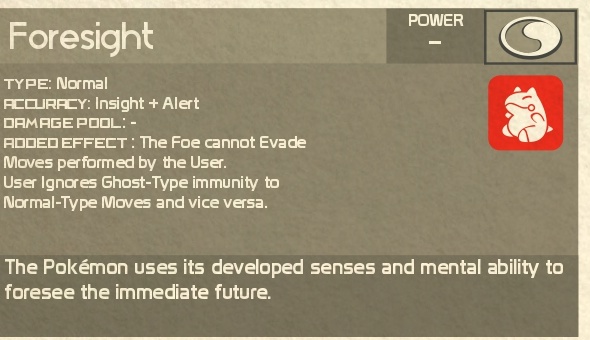 Foresight
POWER
–
TYPE: Normal
ACCURACY: Insight + Alert
DAMAGE POOL: -
ADDED EFFECT : The Foe cannot Evade
Moves performed by the User.
User Ignores Ghost-Type immunity to
Normal-Type Moves and vice versa.
The Pokémon uses its developed senses and mental ability to
foresee the immediate future.